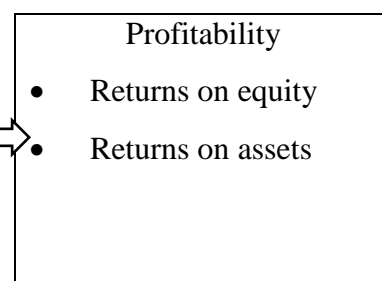 Profitability
• Returns on equity
• Returns on assets